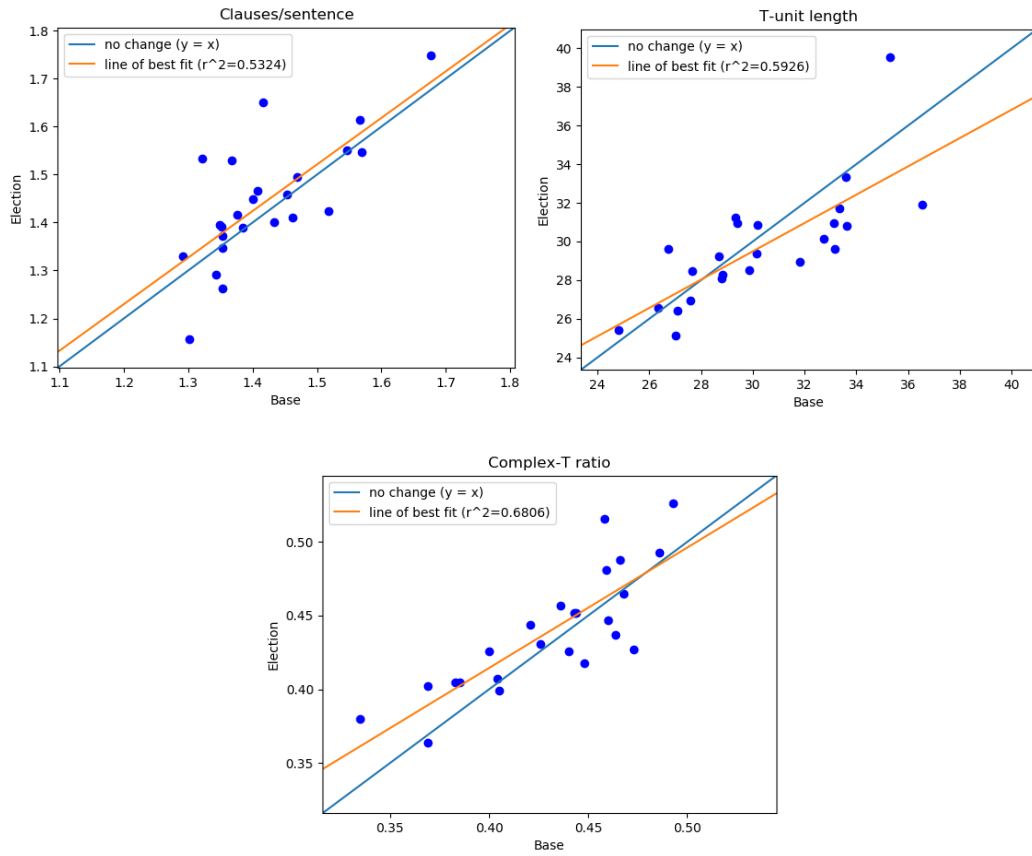 Clauses/sentence
no change (y = x)
line of best fit (r^2=0.5324)
1.8
1.7
1.6
1.5
1.4
1.3
1.2
1.1
Election
1.1 1.2 1.3 1.4 1.5 1.6 1.7 1.8
Base
T-unit length
no change (y = x)
line of best fit (r^2=0.5926)
40
38
36
34
32
30
28
26
24
Election
24 26 28 30 32 34 36 38 40
Base
Complex-T ratio
no change (y = x)
line of best fit (r^2=0.6806)
0.50
0.45
0.40
0.35
Election
0.35 0.40 0.45 0.50
Base